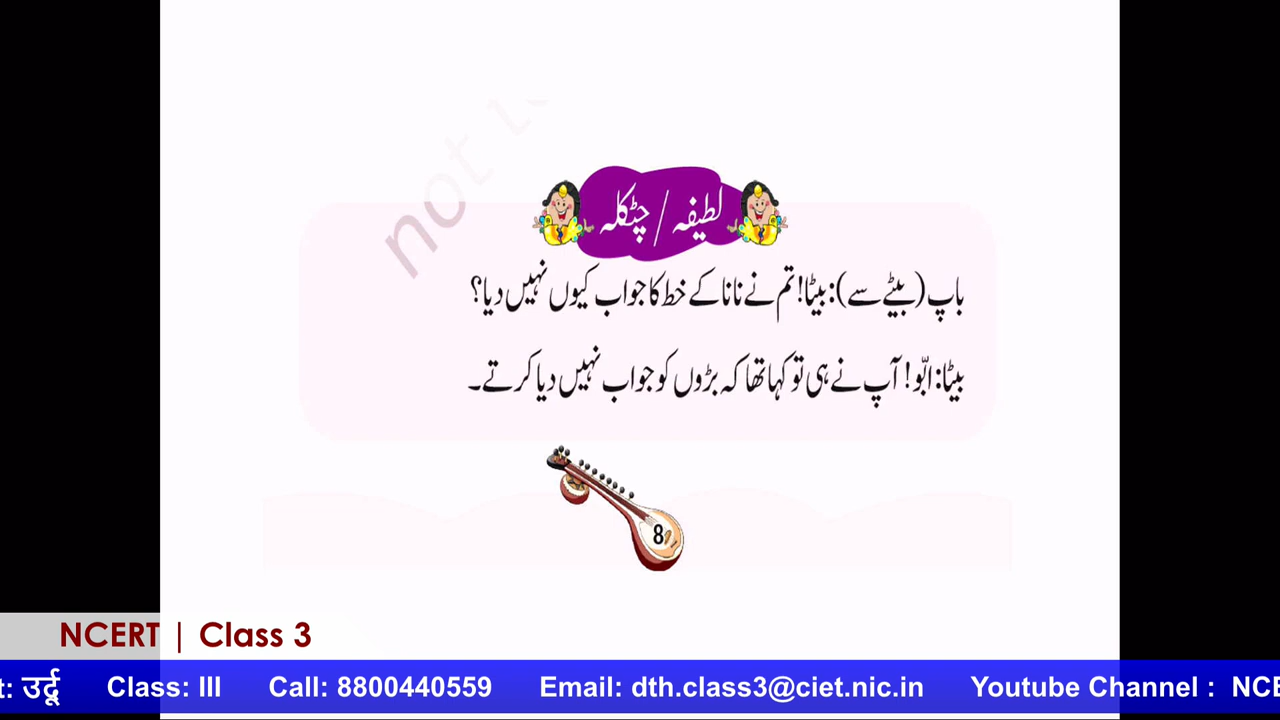 not to
لطیفہ / چٹکلہ
باپ (بیٹے سے): بیٹا! تم نے نانا کے خط کا جواب کیوں نہیں دیا؟
بیٹا: ابّو! آپ نے ہی تو کہا تھا کہ بڑوں کو جواب نہیں دیا کرتے۔
8
NCERT | Class 3
t: उर्दू Class: III Call: 8800440559 Email: dth.class3@ciet.nic.in Youtube Channel : NCE